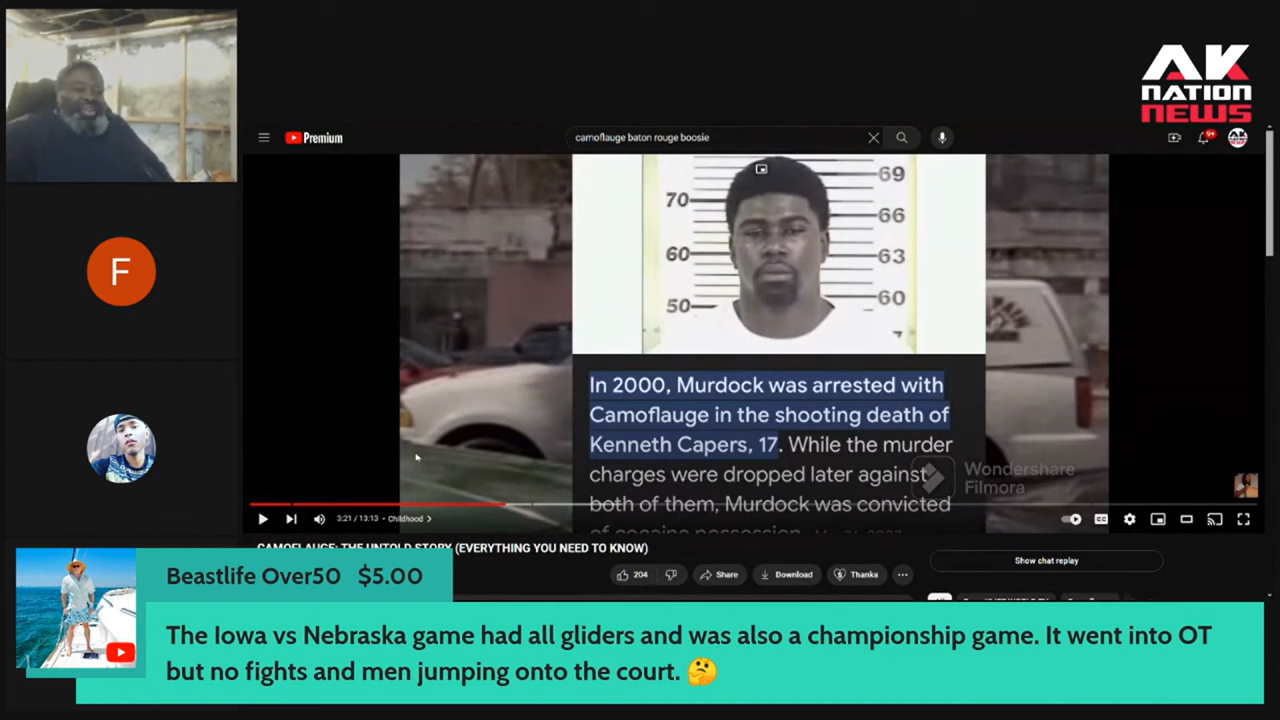 AK
NATION
NEWS
Premium
camoflauge baton rouge boosie
9+
70
60
50
69
66
63
60
F
In 2000, Murdock was arrested with
Camoflauge in the shooting death of
Kenneth Capers, 17. While the murder
charges were dropped later against
both of them, Murdock was convicted
of cocaine possession.
Wondershare
Filmora
3:21 / 13:13 • Childhood >
CAMOFLAUGE: THE UNTOLD STORY (EVERYTHING YOU NEED TO KNOW)
204
Share
Download
Thanks
Show chat replay
Beastlife Over50 $5.00
The Iowa vs Nebraska game had all gliders and was also a championship game. It went into OT
but no fights and men jumping onto the court. 🤔